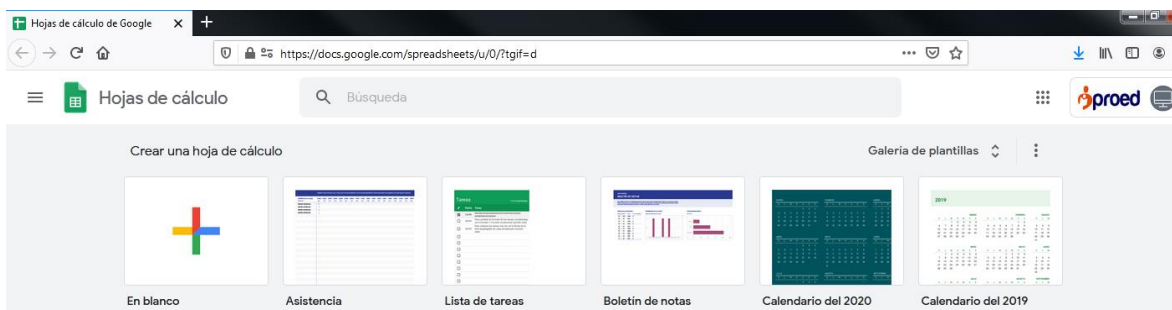 Hojas de cálculo de Google
https://docs.google.com/spreadsheets/u/0/?tgif=d
Hojas de cálculo
Búsqueda
proed
Crear una hoja de cálculo
Galería de plantillas
Tareas
2019
En blanco
Asistencia
Lista de tareas
Boletín de notas
Calendario del 2020
Calendario del 2019